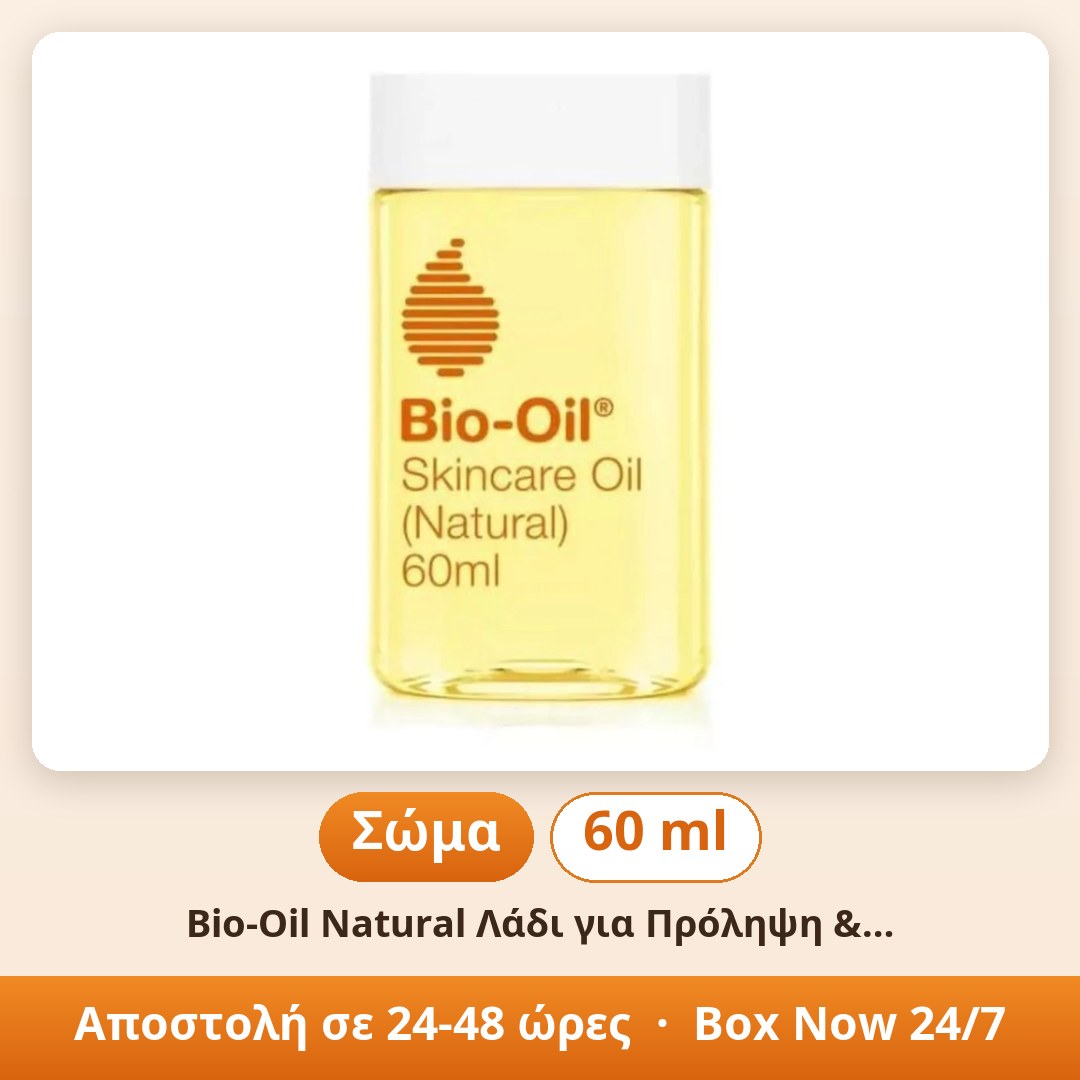 Bio-Oil®
Skincare Oil
(Natural)
60ml
Σώμα
60 ml
Bio-Oil Natural Λάδι για Πρόληψη &...
Αποστολή σε 24-48 ώρες · Box Now 24/7